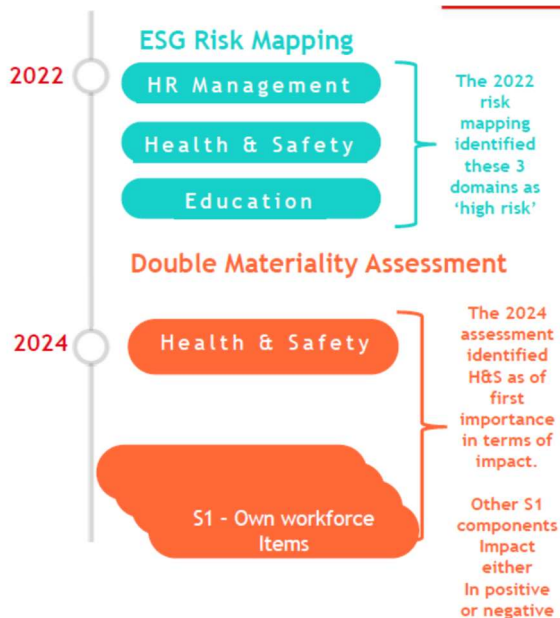 ESG Risk Mapping
2022
HR Management
Health & Safety
Education
The 2022
risk
mapping
identified
these 3
domains as
‘high risk’
Double Materiality Assessment
2024
Health & Safety
The 2024
assessment
identified
H&S as of
first
importance
in terms of
impact.
S1 - Own workforce
Items
Other S1
components
Impact
either
In positive
or negative